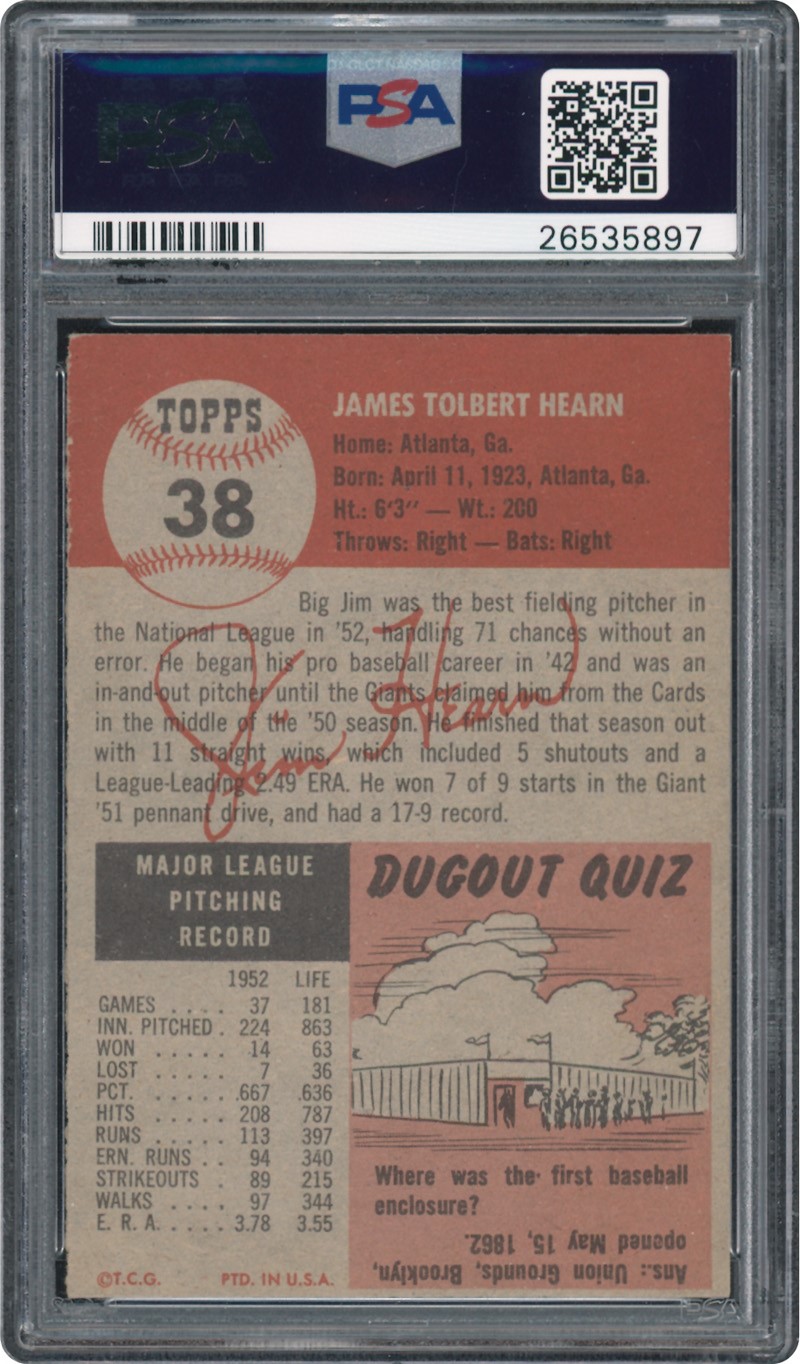 PSA
PSA
26535897
TOPPS
38
JAMES TOLBERT HEARN
Home: Atlanta, Ga.
Born: April 11, 1923, Atlanta, Ga.
Ht.: 6'3" — Wt.: 200
Throws: Right — Bats: Right
Big Jim was the best fielding pitcher in
the National League in '52, handling 71 chances without an
error. He began his pro baseball career in '42 and was an
in-and-out pitcher until the Giants claimed him from the Cards
in the middle of the '50 season. He finished that season out
with 11 straight wins, which included 5 shutouts and a
League-Leading 2.49 ERA. He won 7 of 9 starts in the Giant
'51 pennant drive, and had a 17-9 record.
Jim Hearn
MAJOR LEAGUE
PITCHING
RECORD
1952 LIFE
GAMES .... 37 181
INN. PITCHED . 224 863
WON ..... 14 63
LOST ..... 7 36
PCT. ..... .667 .636
HITS ..... 208 787
RUNS ..... 113 397
ERN. RUNS .. 94 340
STRIKEOUTS . 89 215
WALKS .... 97 344
E. R. A. ..... 3.78 3.55
©T.C.G. PTD. IN U.S.A.
DUGOUT QUIZ
Where was the first baseball
enclosure?
Ans.: Union Grounds, Brooklyn,
opened May 15, 1862.
PSA